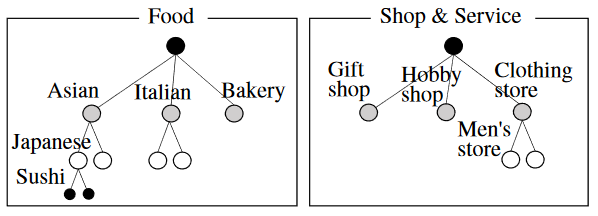 Food
Asian
Italian
Bakery
Japanese
Sushi
Shop & Service
Gift
shop
Hobby
shop
Clothing
store
Men's
store